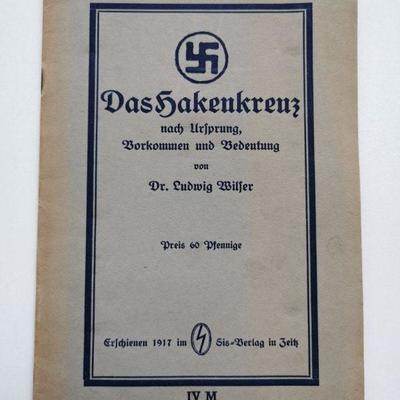 Das Hakenkreuz
nach Ursprung,
Vorkommen und Bedeutung
von
Dr. Ludwig Wilser
Preis 60 Pfennige
Erschienen 1917 im Sis-Verlag in Zeitz
IV M